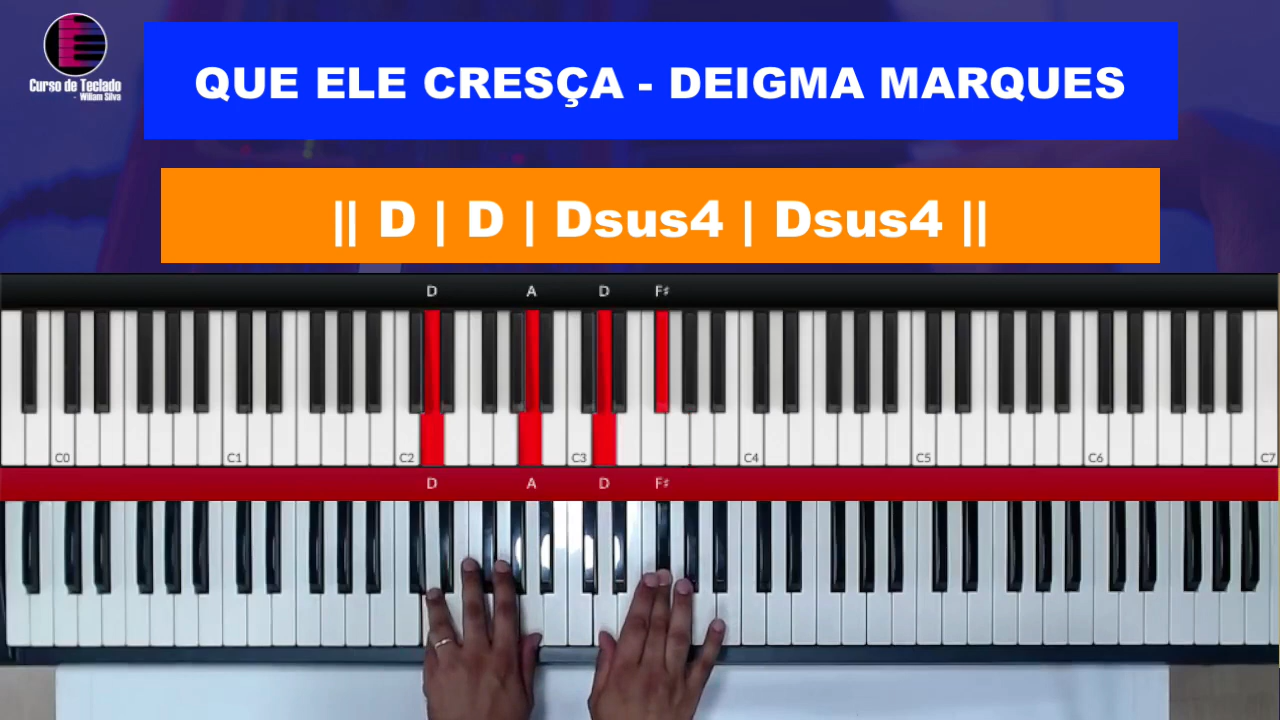 Curso de Teclado
- Wiliam Silva
QUE ELE CRESÇA - DEIGMA MARQUES
|| D | D | Dsus4 | Dsus4 ||
D A D F♯
C0 C1 C2 C3 C4 C5 C6 C7
D A D F♯